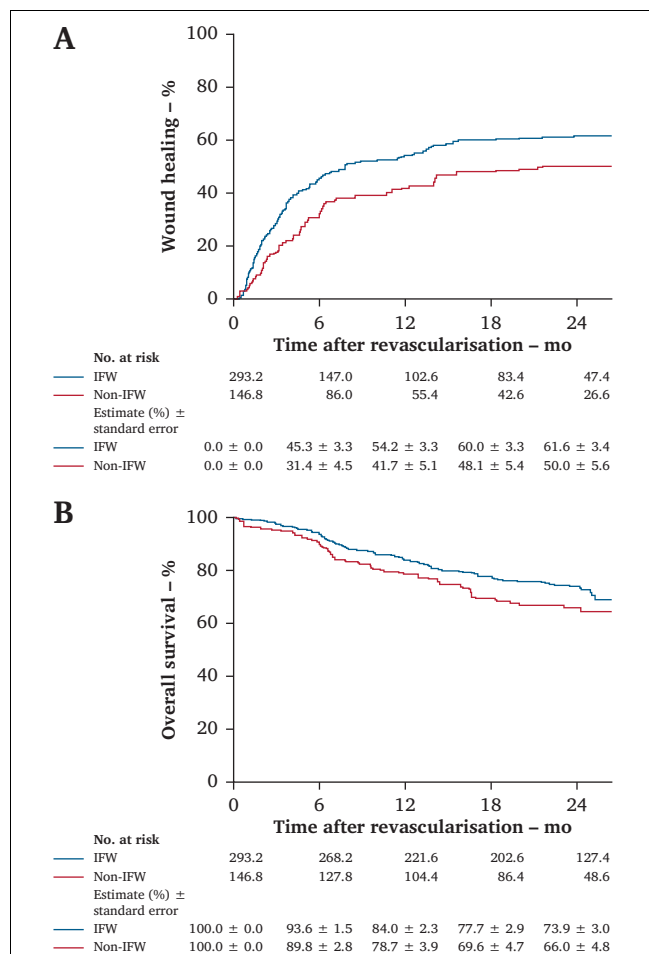 A
100
80
60
40
20
0
Wound healing – %
0 6 12 18 24
Time after revascularisation – mo
No. at risk
IFW 293.2 147.0 102.6 83.4 47.4
Non-IFW 146.8 86.0 55.4 42.6 26.6
Estimate (%) ±
standard error
IFW 0.0 ± 0.0 45.3 ± 3.3 54.2 ± 3.3 60.0 ± 3.3 61.6 ± 3.4
Non-IFW 0.0 ± 0.0 31.4 ± 4.5 41.7 ± 5.1 48.1 ± 5.4 50.0 ± 5.6
B
100
80
60
40
20
0
Overall survival – %
0 6 12 18 24
Time after revascularisation – mo
No. at risk
IFW 293.2 268.2 221.6 202.6 127.4
Non-IFW 146.8 127.8 104.4 86.4 48.6
Estimate (%) ±
standard error
IFW 100.0 ± 0.0 93.6 ± 1.5 84.0 ± 2.3 77.7 ± 2.9 73.9 ± 3.0
Non-IFW 100.0 ± 0.0 89.8 ± 2.8 78.7 ± 3.9 69.6 ± 4.7 66.0 ± 4.8